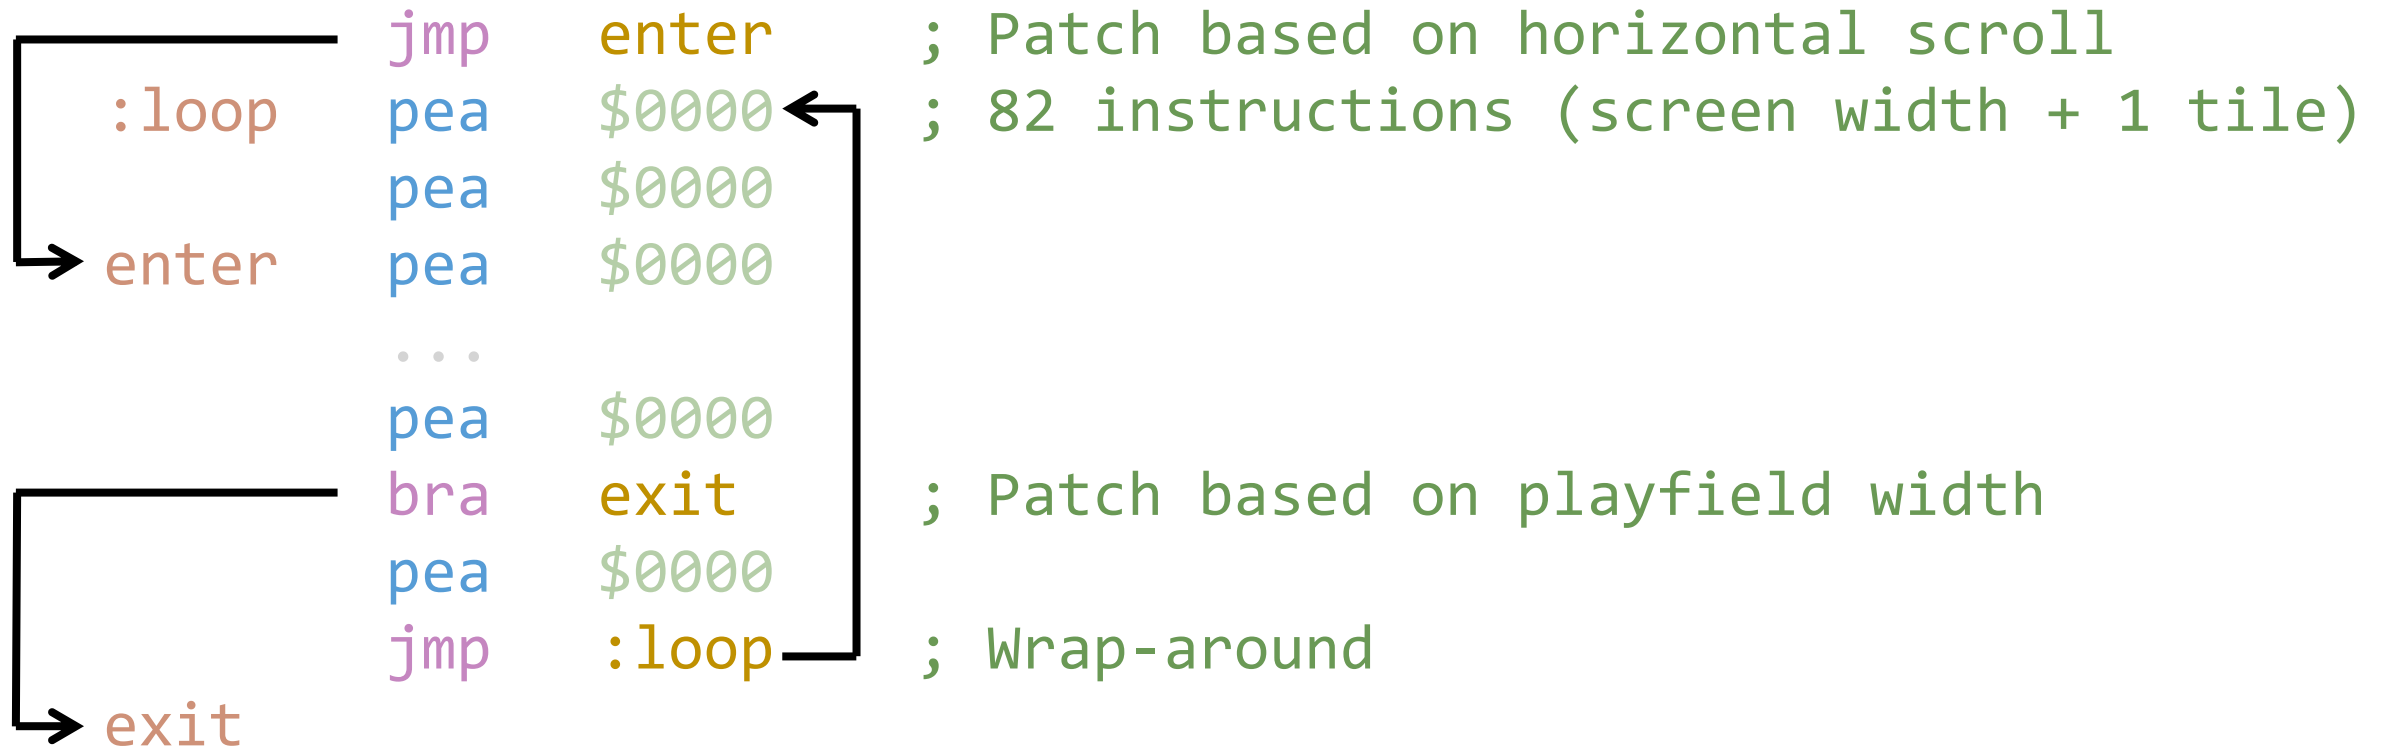 jmp enter ; Patch based on horizontal scroll
:loop pea $0000 ; 82 instructions (screen width + 1 tile)
pea $0000
enter pea $0000
...
pea $0000
bra exit ; Patch based on playfield width
pea $0000
jmp :loop ; Wrap-around
exit